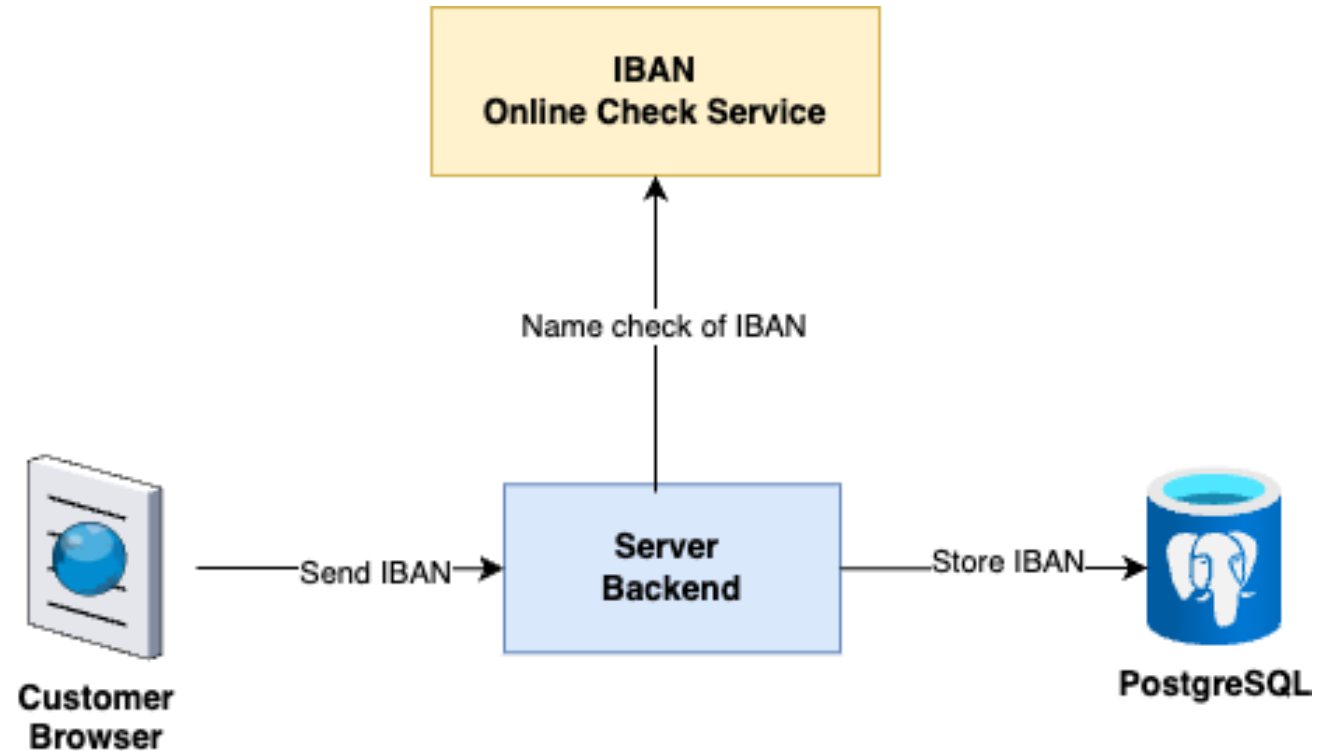 IBAN
Online Check Service
Name check of IBAN
Send IBAN
Server
Backend
Store IBAN
Customer
Browser
PostgreSQL